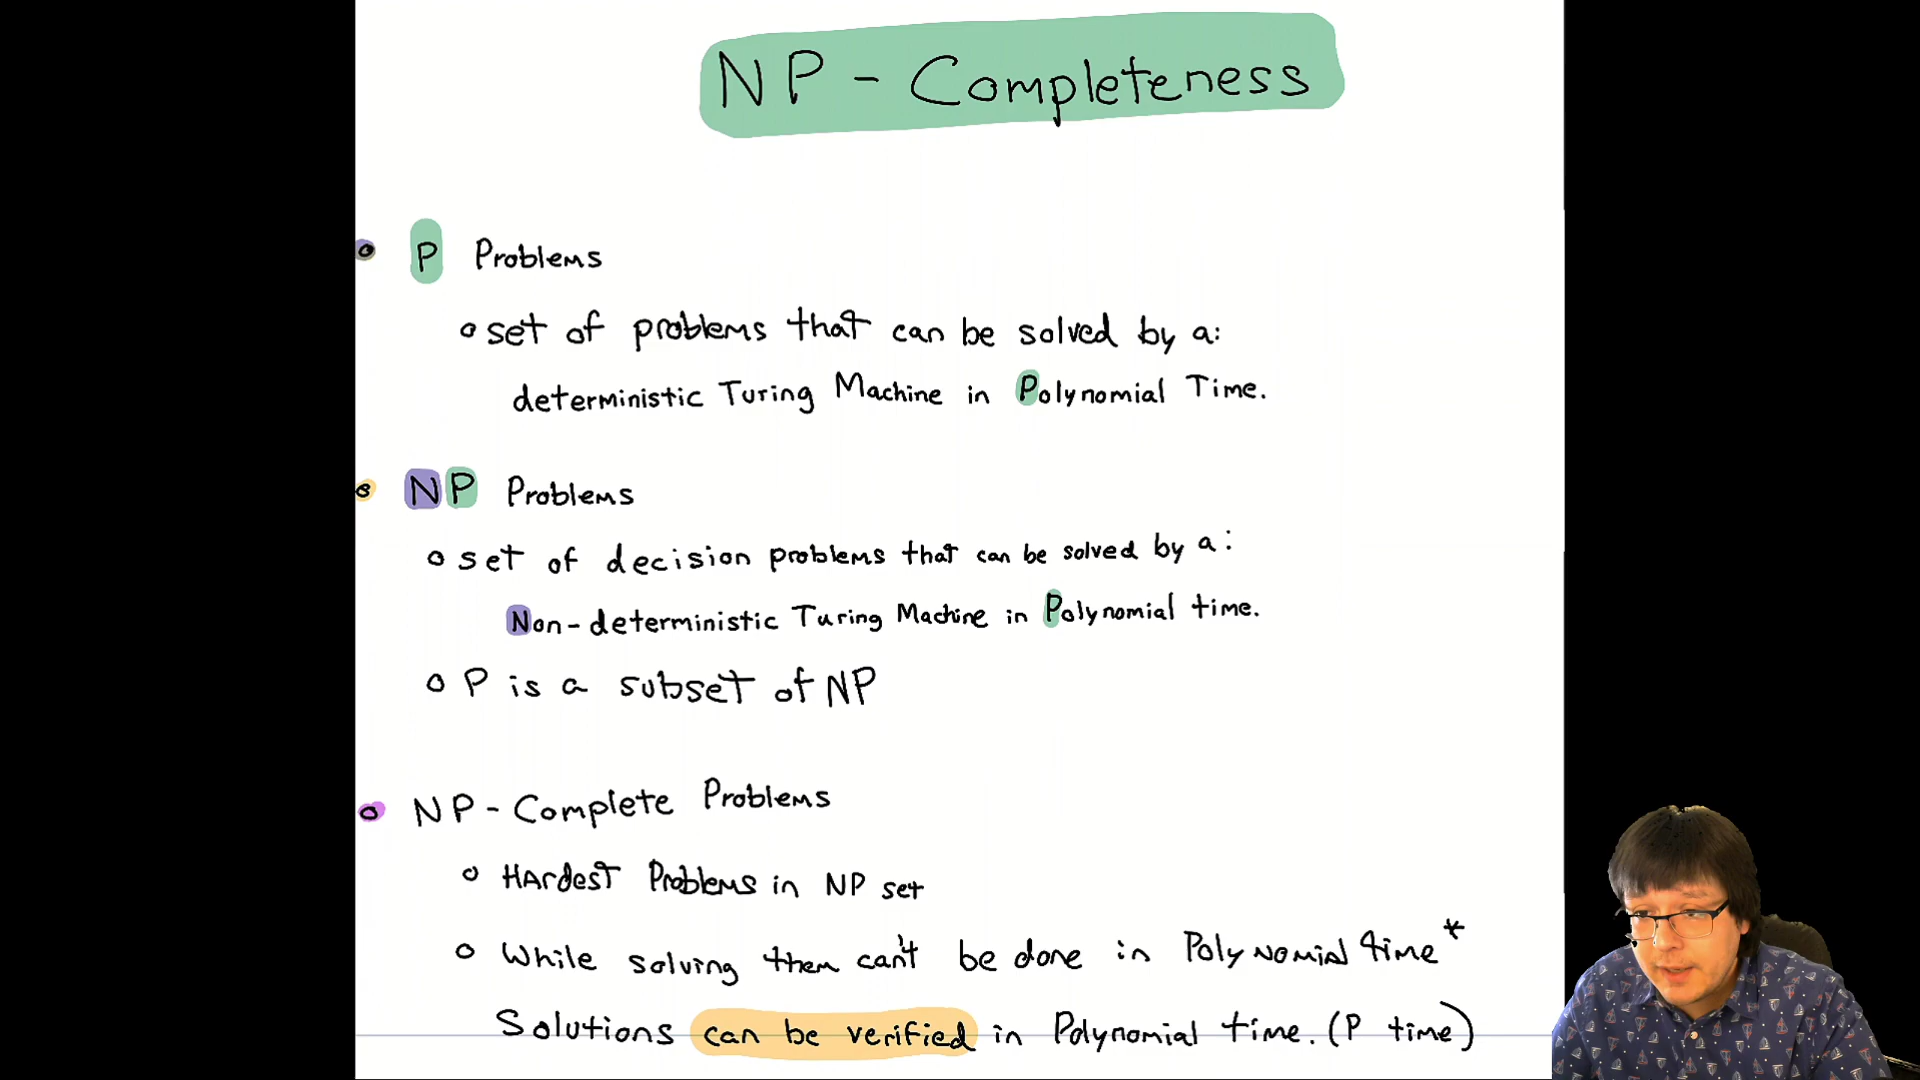 NP - Completeness
P Problems
set of problems that can be solved by a:
deterministic Turing Machine in Polynomial Time.
NP Problems
set of decision problems that can be solved by a:
Non-deterministic Turing Machine in Polynomial time.
P is a subset of NP
NP-Complete Problems
HArdest Problems in NP set
While solving them can't be done in Polynomial time*
Solutions can be verified in Polynomial time. (P time)